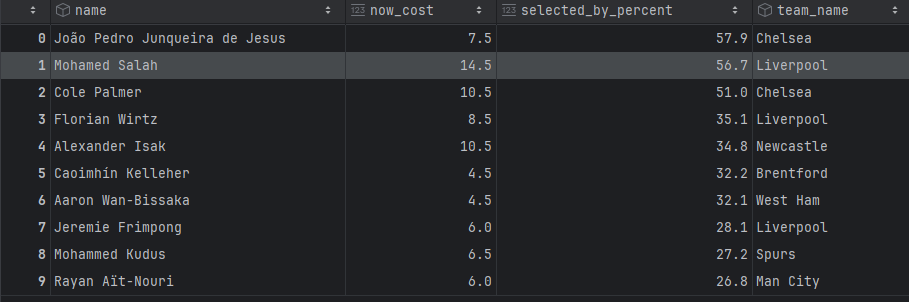 name now_cost selected_by_percent team_name
0 João Pedro Junqueira de Jesus 7.5 57.9 Chelsea
1 Mohamed Salah 14.5 56.7 Liverpool
2 Cole Palmer 10.5 51.0 Chelsea
3 Florian Wirtz 8.5 35.1 Liverpool
4 Alexander Isak 10.5 34.8 Newcastle
5 Caoimhín Kelleher 4.5 32.2 Brentford
6 Aaron Wan-Bissaka 4.5 32.1 West Ham
7 Jeremie Frimpong 6.0 28.1 Liverpool
8 Mohammed Kudus 6.5 27.2 Spurs
9 Rayan Aït-Nouri 6.0 26.8 Man City